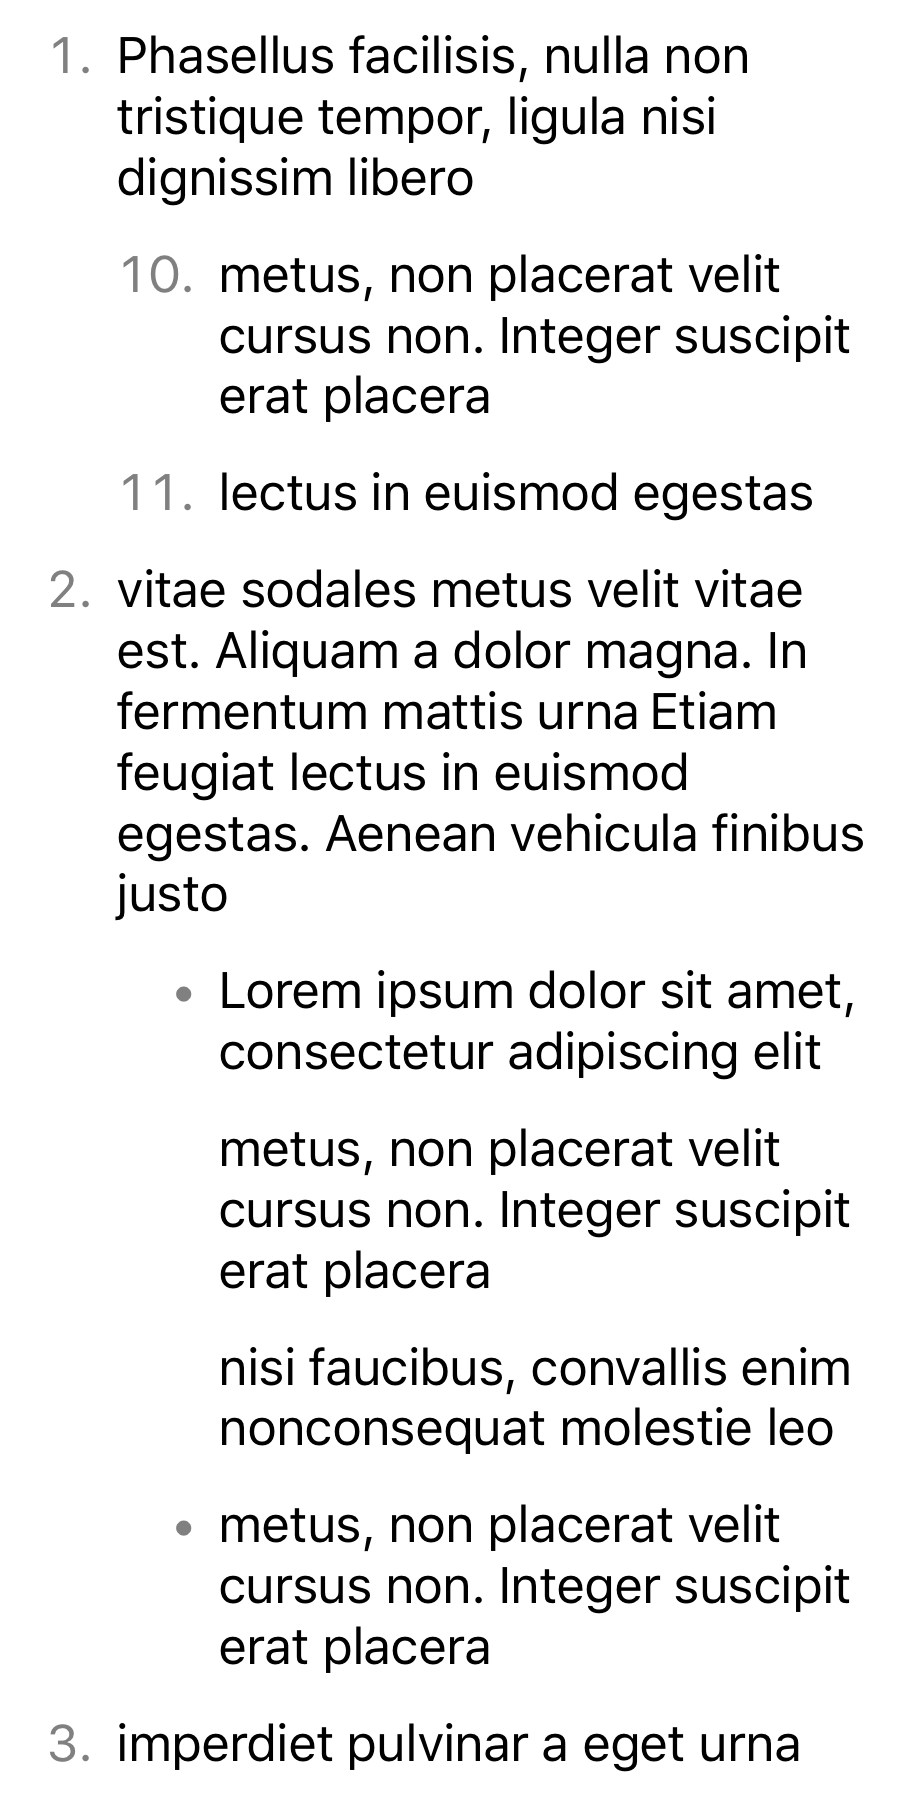 1. Phasellus facilisis, nulla non
tristique tempor, ligula nisi
dignissim libero
10. metus, non placerat velit
cursus non. Integer suscipit
erat placera
11. lectus in euismod egestas
2. vitae sodales metus velit vitae
est. Aliquam a dolor magna. In
fermentum mattis urna Etiam
feugiat lectus in euismod
egestas. Aenean vehicula finibus
justo
• Lorem ipsum dolor sit amet,
consectetur adipiscing elit
metus, non placerat velit
cursus non. Integer suscipit
erat placera
nisi faucibus, convallis enim
nonconsequat molestie leo
• metus, non placerat velit
cursus non. Integer suscipit
erat placera
3. imperdiet pulvinar a eget urna